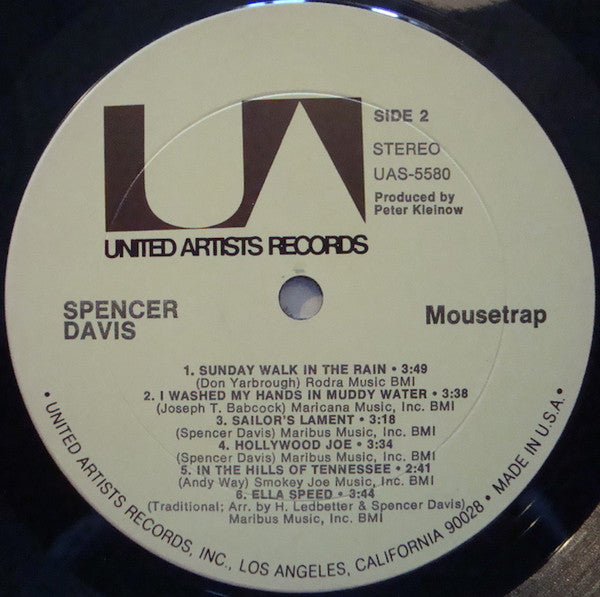 UA
SIDE 2
STEREO
UAS-5580
Produced by
Peter Kleinow
UNITED ARTISTS RECORDS
SPENCER
DAVIS
Mousetrap
1. SUNDAY WALK IN THE RAIN • 3:49
(Don Yarbrough) Rodra Music BMI
2. I WASHED MY HANDS IN MUDDY WATER • 3:38
(Joseph T. Babcock) Maricana Music, Inc. BMI
3. SAILOR'S LAMENT • 3:18
(Spencer Davis) Maribus Music, Inc. BMI
4. HOLLYWOOD JOE • 3:34
(Spencer Davis) Maribus Music, Inc. BMI
5. IN THE HILLS OF TENNESSEE • 2:41
(Andy Way) Smokey Joe Music, Inc. BMI
6. ELLA SPEED • 3:44
(Traditional; Arr. by H. Ledbetter & Spencer Davis)
Maribus Music, Inc. BMI
• UNITED ARTISTS RECORDS, INC., LOS ANGELES, CALIFORNIA 90028 • MADE IN U.S.A. •